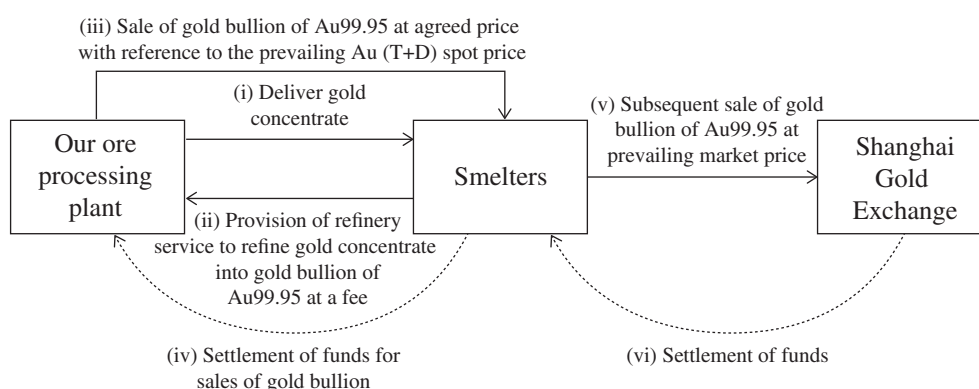 (iii) Sale of gold bullion of Au99.95 at agreed price
with reference to the prevailing Au (T+D) spot price
(i) Deliver gold
concentrate
(v) Subsequent sale of gold
bullion of Au99.95 at
prevailing market price
Our ore
processing
plant
Smelters
Shanghai
Gold
Exchange
(ii) Provision of refinery
service to refine gold concentrate
into gold bullion of
Au99.95 at a fee
(iv) Settlement of funds for
sales of gold bullion
(vi) Settlement of funds